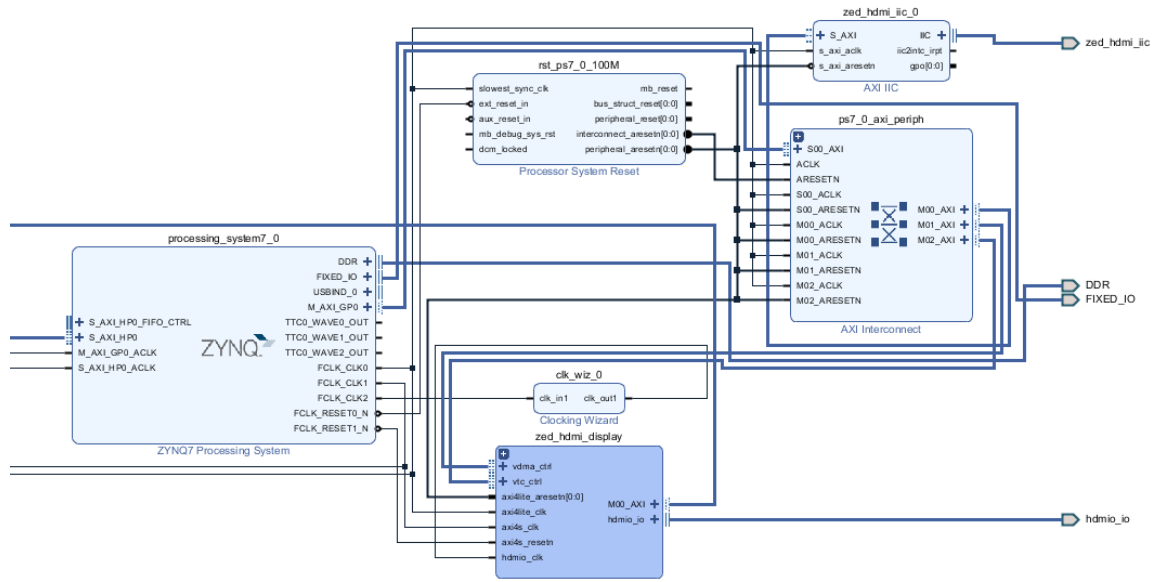 zed_hdmi_iic_0
S_AXI
s_axi_aclk
s_axi_aresetn
IIC
iic2intc_irpt
gpo[0:0]
AXI IIC
zed_hdmi_iic
rst_ps7_0_100M
slowest_sync_clk
ext_reset_in
aux_reset_in
mb_debug_sys_rst
dcm_locked
mb_reset
bus_struct_reset[0:0]
peripheral_reset[0:0]
interconnect_aresetn[0:0]
peripheral_aresetn[0:0]
Processor System Reset
ps7_0_axi_periph
S00_AXI
ACLK
ARESETN
S00_ACLK
S00_ARESETN
M00_ACLK
M00_ARESETN
M01_ACLK
M01_ARESETN
M02_ACLK
M02_ARESETN
M00_AXI
M01_AXI
M02_AXI
AXI Interconnect
processing_system7_0
S_AXI_HP0_FIFO_CTRL
S_AXI_HP0
M_AXI_GP0_ACLK
S_AXI_HP0_ACLK
ZYNQ
DDR
FIXED_IO
USBIND_0
M_AXI_GP0
TTC0_WAVE0_OUT
TTC0_WAVE1_OUT
TTC0_WAVE2_OUT
FCLK_CLK0
FCLK_CLK1
FCLK_CLK2
FCLK_RESET0_N
FCLK_RESET1_N
ZYNQ7 Processing System
DDR
FIXED_IO
clk_wiz_0
clk_in1
clk_out1
Clocking Wizard
zed_hdmi_display
vdma_ctrl
vtc_ctrl
axi4lite_aresetn[0:0]
axi4lite_clk
axi4s_clk
axi4s_resetn
hdmio_clk
M00_AXI
hdmio_io
hdmio_io